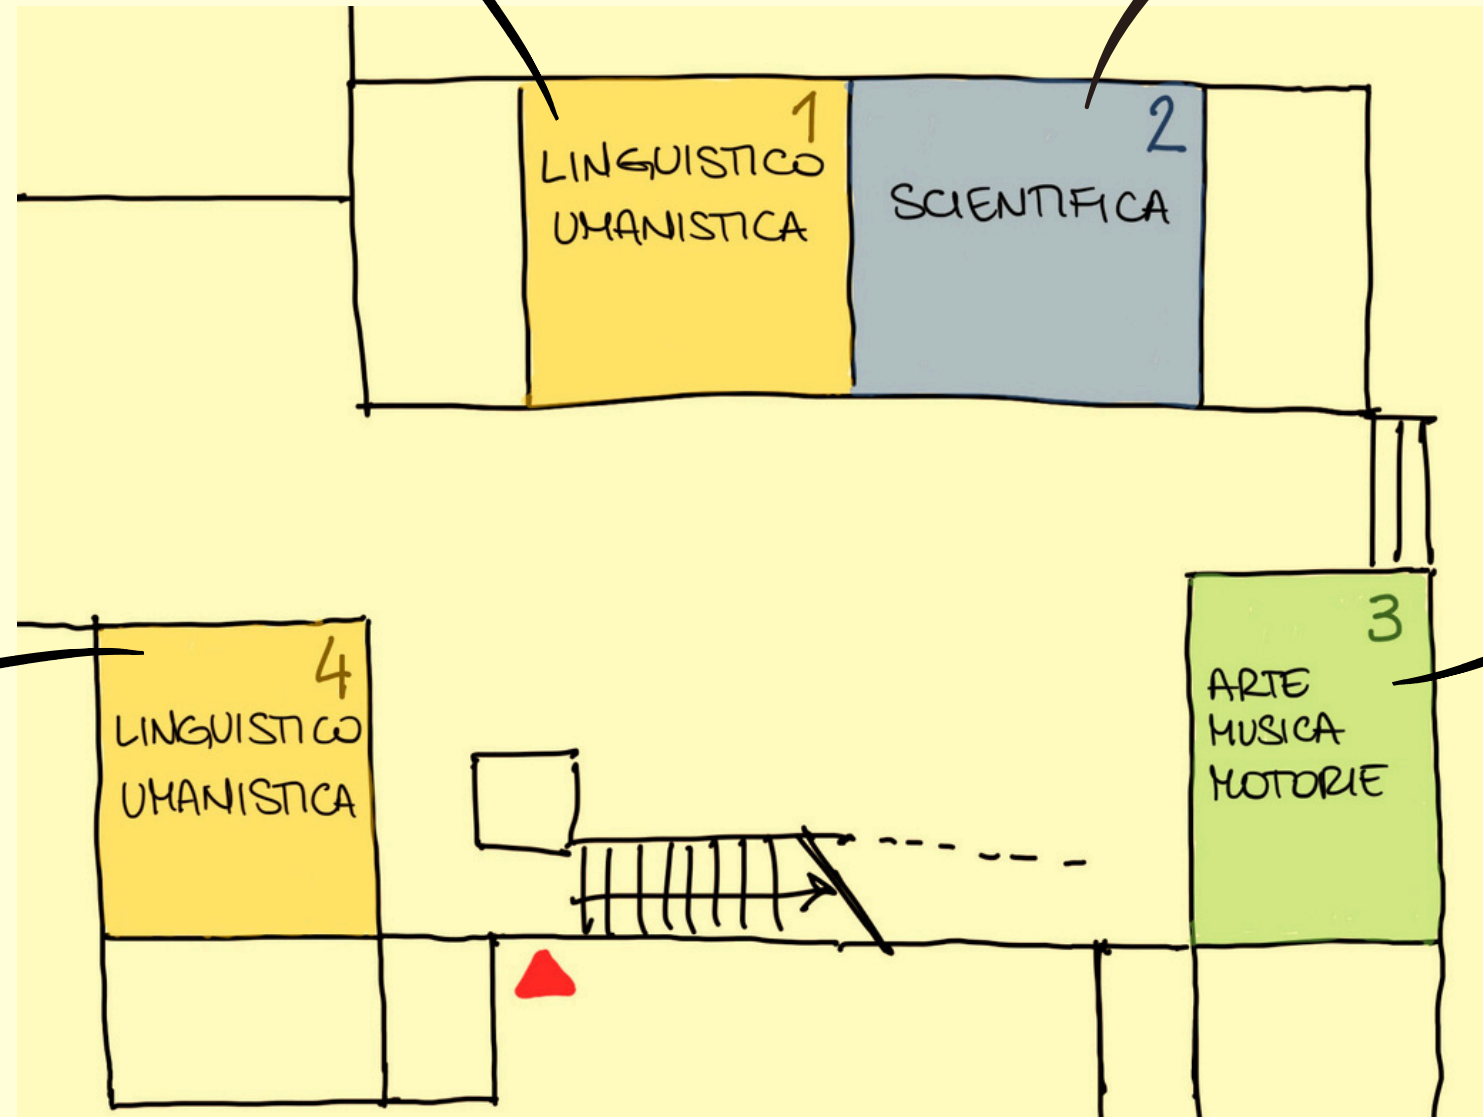 1
LINGUISTICO
UMANISTICA
2
SCIENTIFICA
3
ARTE
MUSICA
MOTORIE
4
LINGUISTICO
UMANISTICA